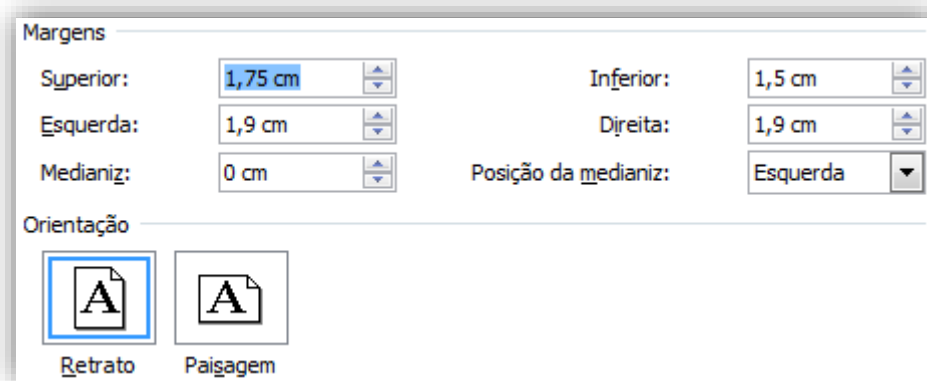 Margens
Superior: 1,75 cm Inferior: 1,5 cm
Esquerda: 1,9 cm Direita: 1,9 cm
Medianiz: 0 cm Posição da medianiz: Esquerda
Orientação
A A
Retrato Paisagem